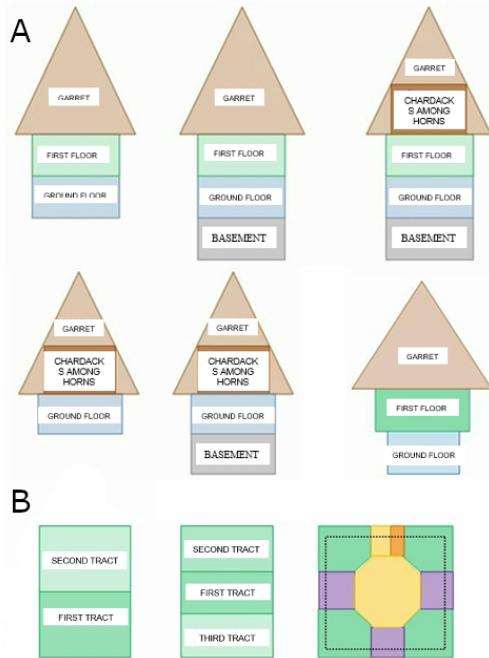 A
GARRET
FIRST FLOOR
GROUND FLOOR
GARRET
FIRST FLOOR
GROUND FLOOR
BASEMENT
GARRET
CHARDACK
S AMONG
HORNS
FIRST FLOOR
GROUND FLOOR
BASEMENT
GARRET
CHARDACK
S AMONG
HORNS
GROUND FLOOR
GARRET
CHARDACK
S AMONG
HORNS
GROUND FLOOR
BASEMENT
GARRET
FIRST FLOOR
GROUND FLOOR
B
SECOND TRACT
FIRST TRACT
SECOND TRACT
FIRST TRACT
THIRD TRACT